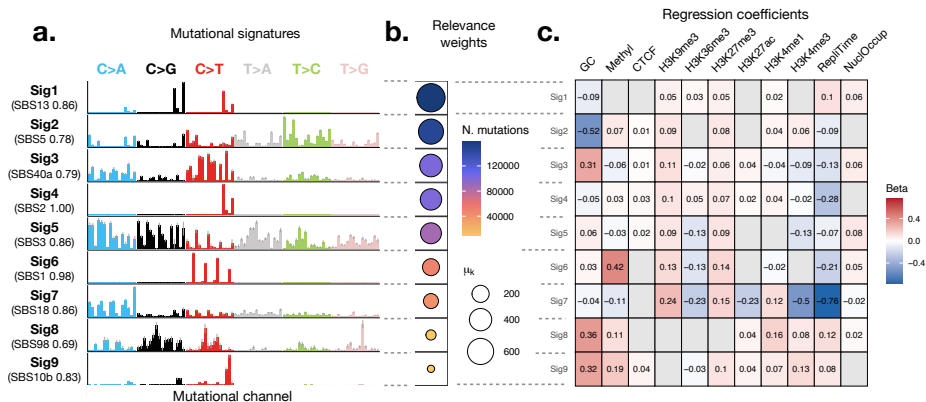 a.
Mutational signatures
C>A C>G C>T T>A T>C T>G
Sig1
(SBS13 0.86)
Sig2
(SBS5 0.78)
Sig3
(SBS40a 0.79)
Sig4
(SBS2 1.00)
Sig5
(SBS3 0.86)
Sig6
(SBS1 0.98)
Sig7
(SBS18 0.86)
Sig8
(SBS98 0.69)
Sig9
(SBS10b 0.83)
Mutational channel
b.
Relevance
weights
N. mutations
120000
80000
40000
μk
200
400
600
c.
Regression coefficients
GC Methyl CTCF H3K9me3 H3K36me3 H3K27me3 H3K27ac H3K4me1 H3K4me3 RepliTime NuclOccup
Sig1 −0.09 0.05 0.03 0.05 0.02 0.1 0.06
Sig2 −0.52 0.07 0.01 0.09 0.08 0.04 0.06 −0.09
Sig3 0.31 −0.06 0.01 0.11 −0.02 0.06 0.04 −0.04 −0.09 −0.13 0.06
Sig4 −0.05 0.03 0.03 0.1 0.05 0.07 0.02 0.04 −0.02 −0.28
Sig5 0.06 −0.03 0.02 0.09 −0.13 0.09 −0.13 −0.07 0.08
Sig6 0.03 0.42 0.13 −0.13 0.14 −0.02 −0.21 0.05
Sig7 −0.04 −0.11 0.24 −0.23 0.15 −0.23 0.12 −0.5 −0.76 −0.02
Sig8 0.36 0.11 0.04 0.16 0.08 0.12 0.02
Sig9 0.32 0.19 0.04 −0.03 0.1 0.04 0.07 0.13 0.08
Beta
0.4
0.0
−0.4